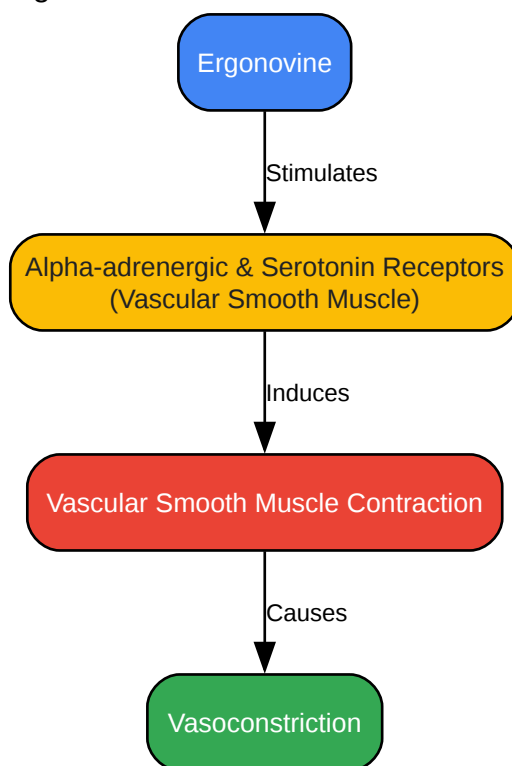 Ergonovine
Stimulates
Alpha-adrenergic & Serotonin Receptors
(Vascular Smooth Muscle)
Induces
Vascular Smooth Muscle Contraction
Causes
Vasoconstriction